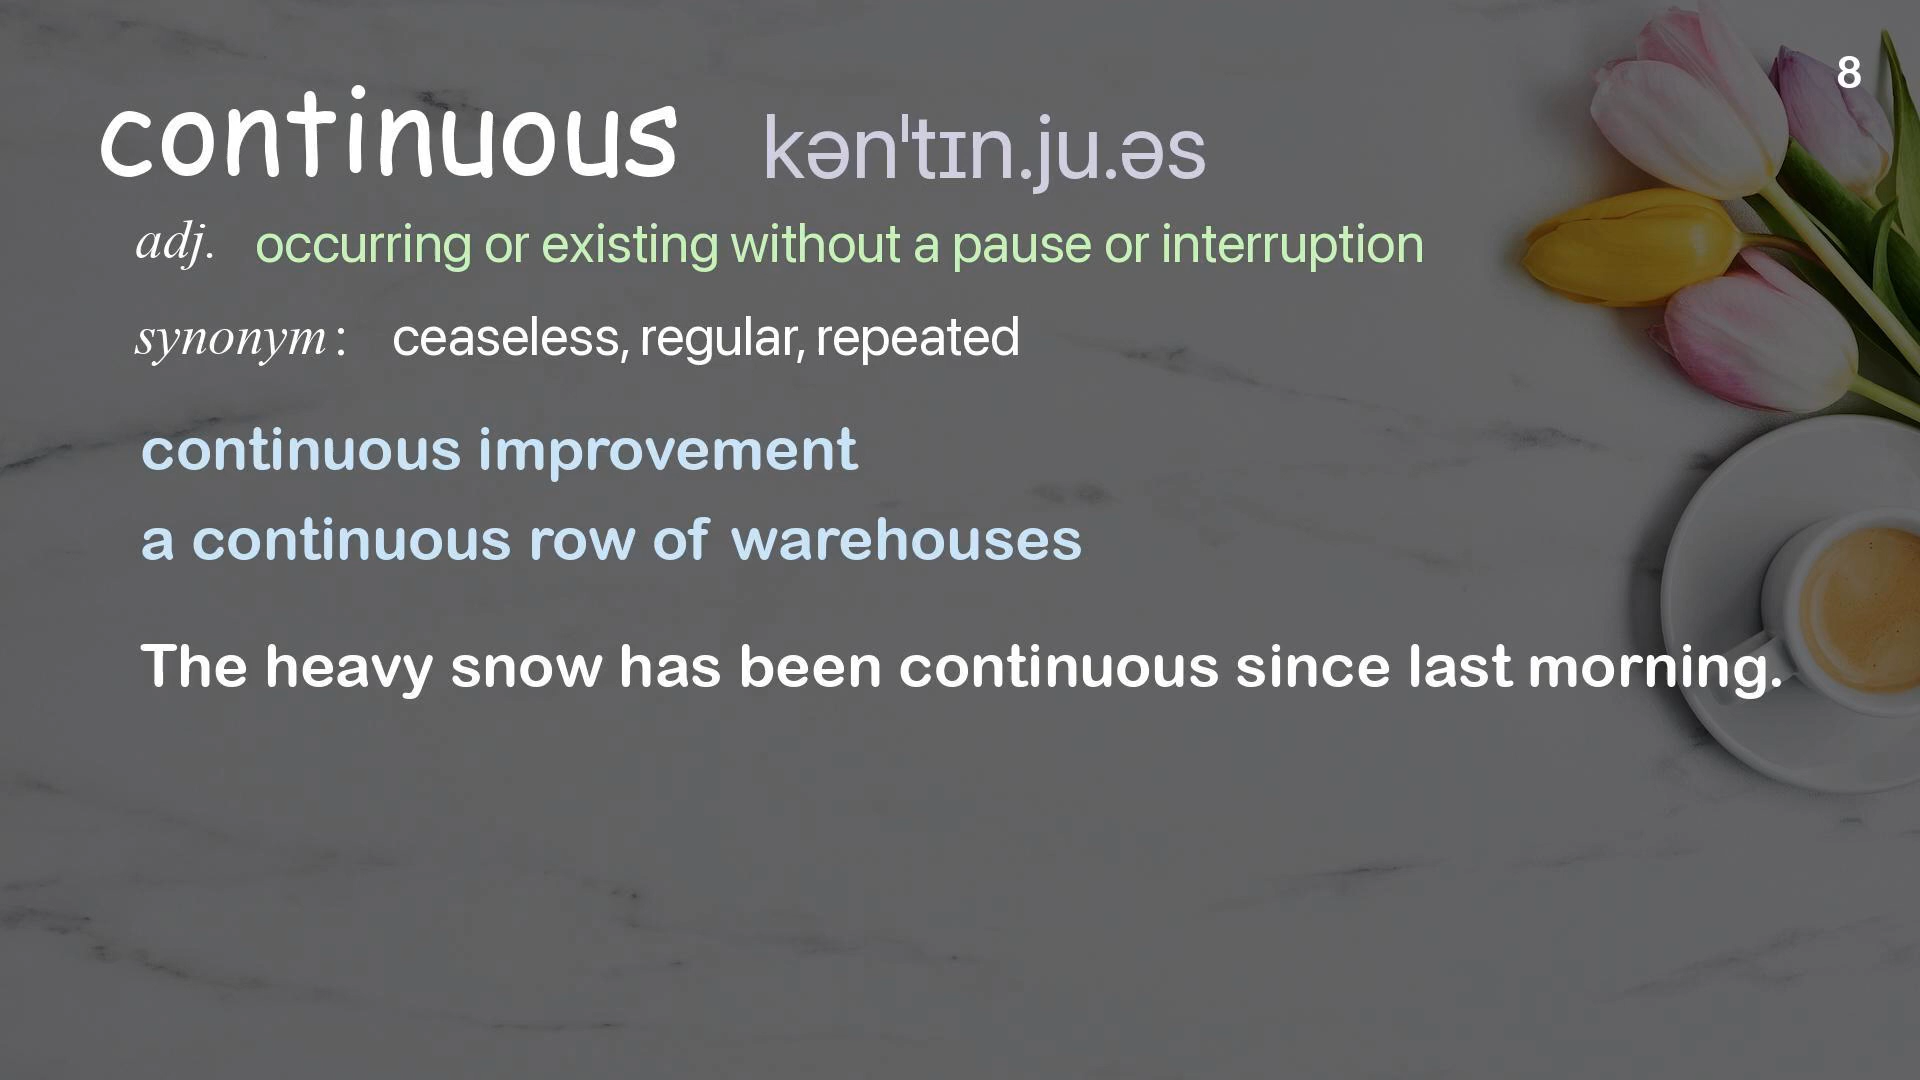 8
continuous kən'tɪn.ju.əs
adj. occurring or existing without a pause or interruption
synonym : ceaseless, regular, repeated
continuous improvement
a continuous row of warehouses
The heavy snow has been continuous since last morning.